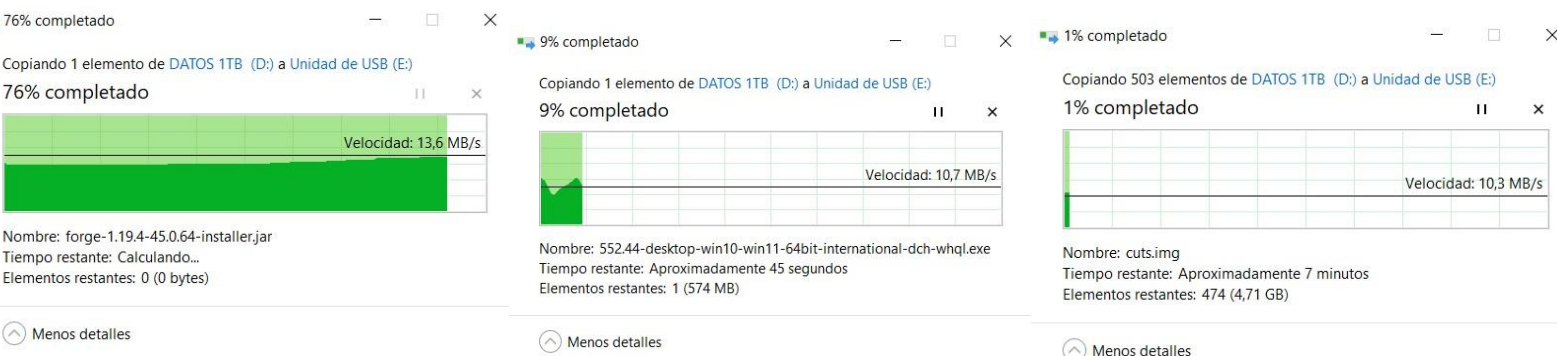 76% completado
Copiando 1 elemento de DATOS 1TB (D:) a Unidad de USB (E:)
76% completado
Velocidad: 13,6 MB/s
Nombre: forge-1.19.4-45.0.64-installer.jar
Tiempo restante: Calculando...
Elementos restantes: 0 (0 bytes)
Menos detalles
9% completado
Copiando 1 elemento de DATOS 1TB (D:) a Unidad de USB (E:)
9% completado
Velocidad: 10,7 MB/s
Nombre: 552.44-desktop-win10-win11-64bit-international-dch-whql.exe
Tiempo restante: Aproximadamente 45 segundos
Elementos restantes: 1 (574 MB)
Menos detalles
1% completado
Copiando 503 elementos de DATOS 1TB (D:) a Unidad de USB (E:)
1% completado
Velocidad: 10,3 MB/s
Nombre: cuts.img
Tiempo restante: Aproximadamente 7 minutos
Elementos restantes: 474 (4,71 GB)
Menos detalles